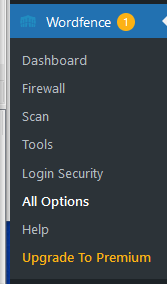 Wordfence 1
Dashboard
Firewall
Scan
Tools
Login Security
All Options
Help
Upgrade To Premium